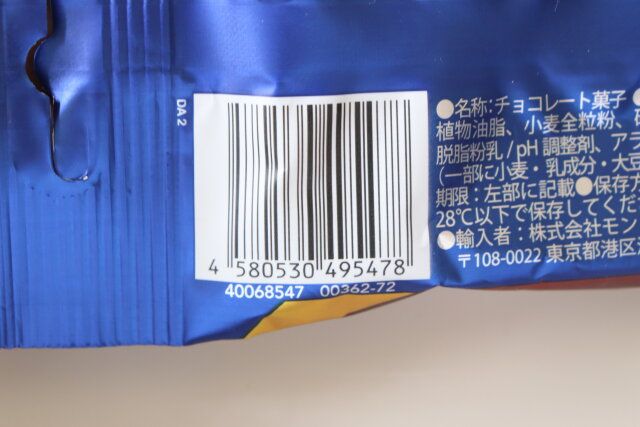 DA 2
4 580530 495478
40068547 00362-72
●名称:チョコレート菓子●
植物油脂、小麦全粒粉、
脱脂粉乳/pH調整剤、アラ
(一部に小麦・乳成分・大豆
期限:左部に記載●保存方
28℃以下で保存してくだ
●輸入者:株式会社モン
〒108-0022 東京都港区